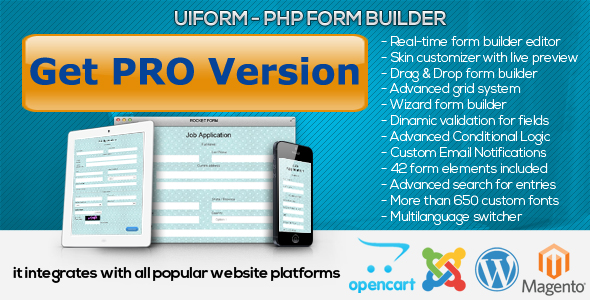 UIFORM - PHP FORM BUILDER
Get PRO Version
- Real-time form builder editor
- Skin customizer with live preview
- Drag & Drop form builder
- Advanced grid system
- Wizard form builder
- Dinamic validation for fields
- Advanced Conditional Logic
- Custom Email Notifications
- 42 form elements included
- Advanced search for entries
- More than 650 custom fonts
- Multilanguage switcher
ROCKET FORM
Job Application
it integrates with all popular website platforms
opencart
Magento